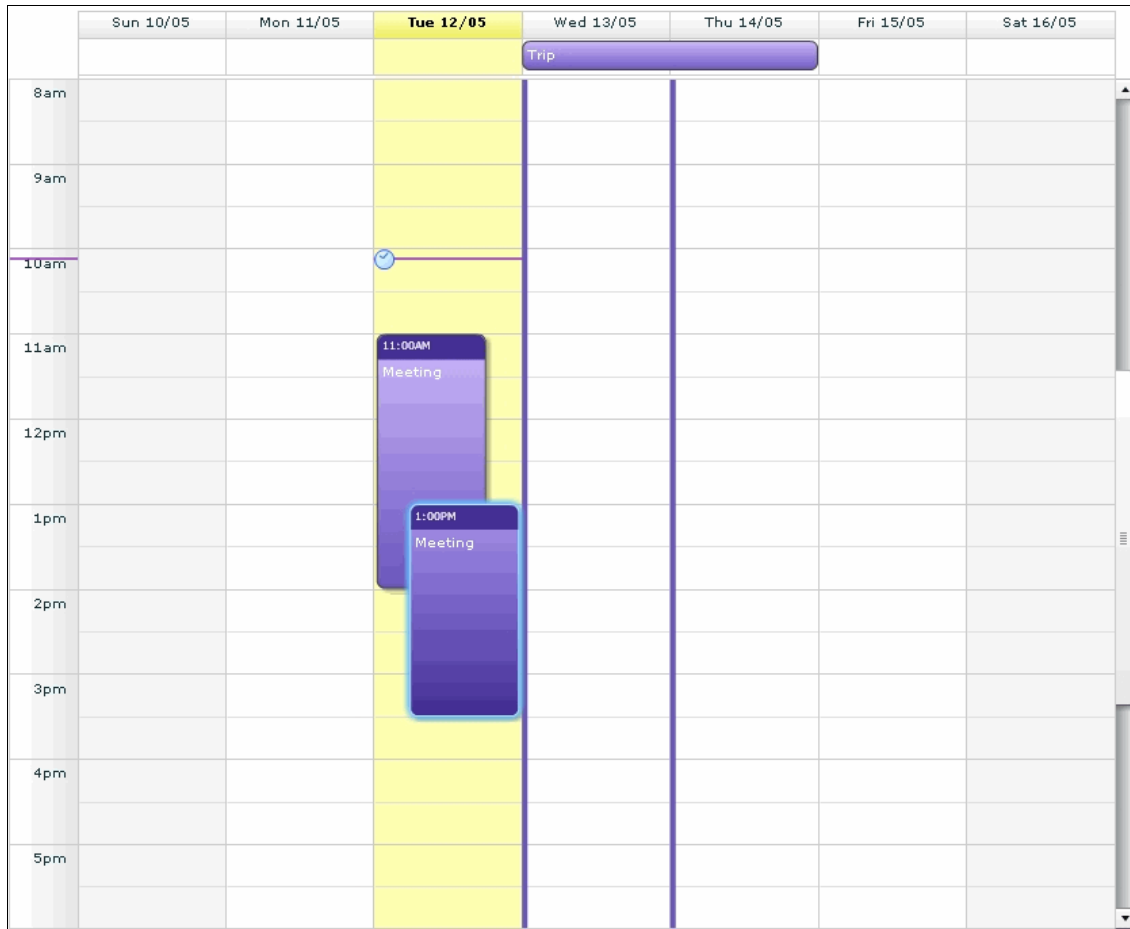 Sun 10/05 Mon 11/05 Tue 12/05 Wed 13/05 Thu 14/05 Fri 15/05 Sat 16/05
Trip
8am
9am
10am
11am
11:00AM
Meeting
12pm
1pm
1:00PM
Meeting
2pm
3pm
4pm
5pm